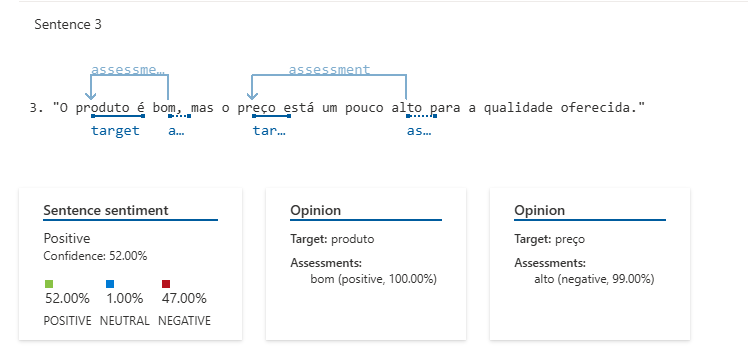 Sentence 3
assessme… assessment
3. "O produto é bom, mas o preço está um pouco alto para a qualidade oferecida."
target a… tar… as…
Sentence sentiment
Positive
Confidence: 52.00%
52.00% 1.00% 47.00%
POSITIVE NEUTRAL NEGATIVE
Opinion
Target: produto
Assessments:
bom (positive, 100.00%)
Opinion
Target: preço
Assessments:
alto (negative, 99.00%)